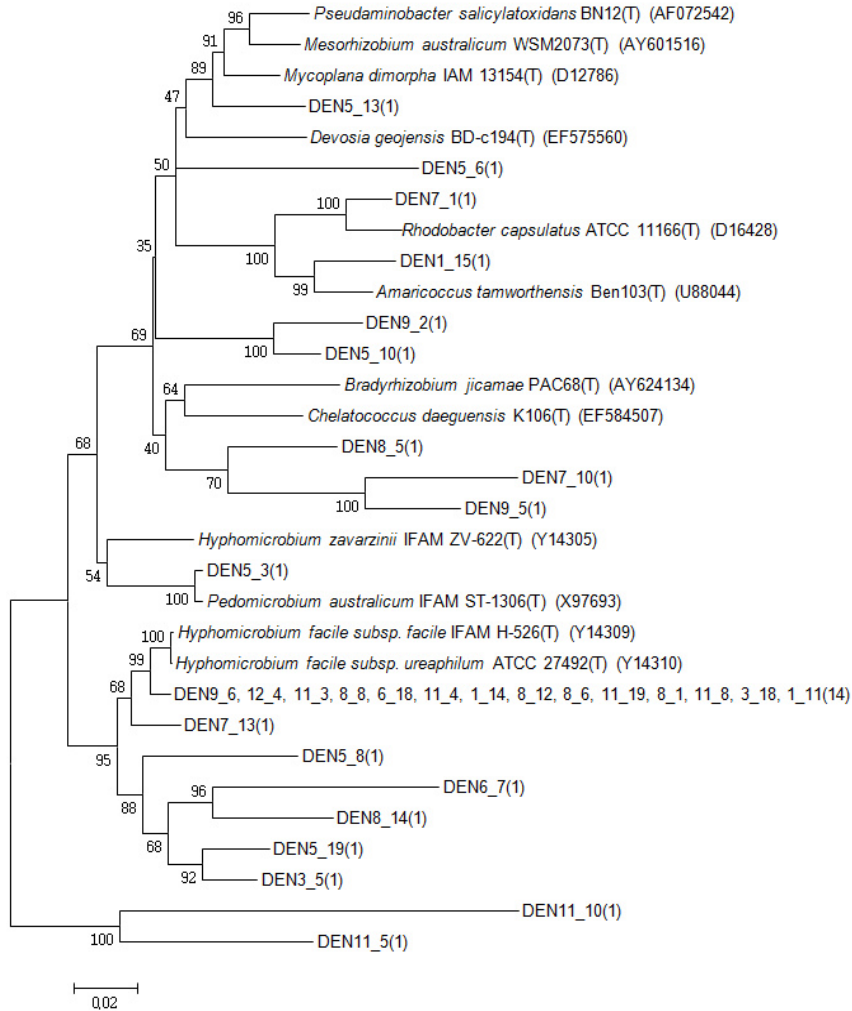 96
Pseudaminobacter salicylatoxidans BN12(T) (AF072542)
91
Mesorhizobium australicum WSM2073(T) (AY601516)
89
Mycoplana dimorpha IAM 13154(T) (D12786)
47
DEN5_13(1)
Devosia geojensis BD-c194(T) (EF575560)
50
DEN5_6(1)
100
DEN7_1(1)
Rhodobacter capsulatus ATCC 11166(T) (D16428)
35
100
DEN1_15(1)
99
Amaricoccus tamworthensis Ben103(T) (U88044)
69
DEN9_2(1)
100
DEN5_10(1)
64
Bradyrhizobium jicamae PAC68(T) (AY624134)
Chelatococcus daeguensis K106(T) (EF584507)
68
40
DEN8_5(1)
70
DEN7_10(1)
100
DEN9_5(1)
Hyphomicrobium zavarzinii IFAM ZV-622(T) (Y14305)
54
DEN5_3(1)
100
Pedomicrobium australicum IFAM ST-1306(T) (X97693)
100
Hyphomicrobium facile subsp. facile IFAM H-526(T) (Y14309)
99
Hyphomicrobium facile subsp. ureaphilum ATCC 27492(T) (Y14310)
68
DEN9_6, 12_4, 11_3, 8_8, 6_18, 11_4, 1_14, 8_12, 8_6, 11_19, 8_1, 11_8, 3_18, 1_11(14)
DEN7_13(1)
95
DEN5_8(1)
96
DEN6_7(1)
88
DEN8_14(1)
68
DEN5_19(1)
92
DEN3_5(1)
DEN11_10(1)
100
DEN11_5(1)
0,02